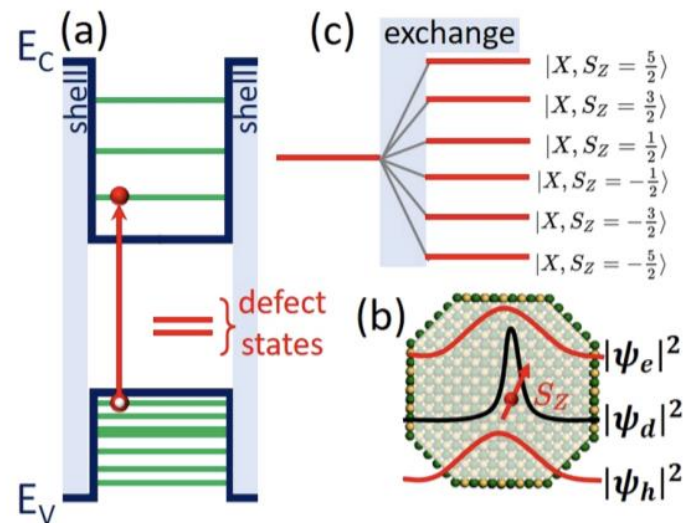 (a)
E_C
shell
shell
defect
states
E_V
(c)
exchange
|X, S_Z = 5/2⟩
|X, S_Z = 3/2⟩
|X, S_Z = 1/2⟩
|X, S_Z = −1/2⟩
|X, S_Z = −3/2⟩
|X, S_Z = −5/2⟩
(b)
|ψ_e|²
S_Z
|ψ_d|²
|ψ_h|²